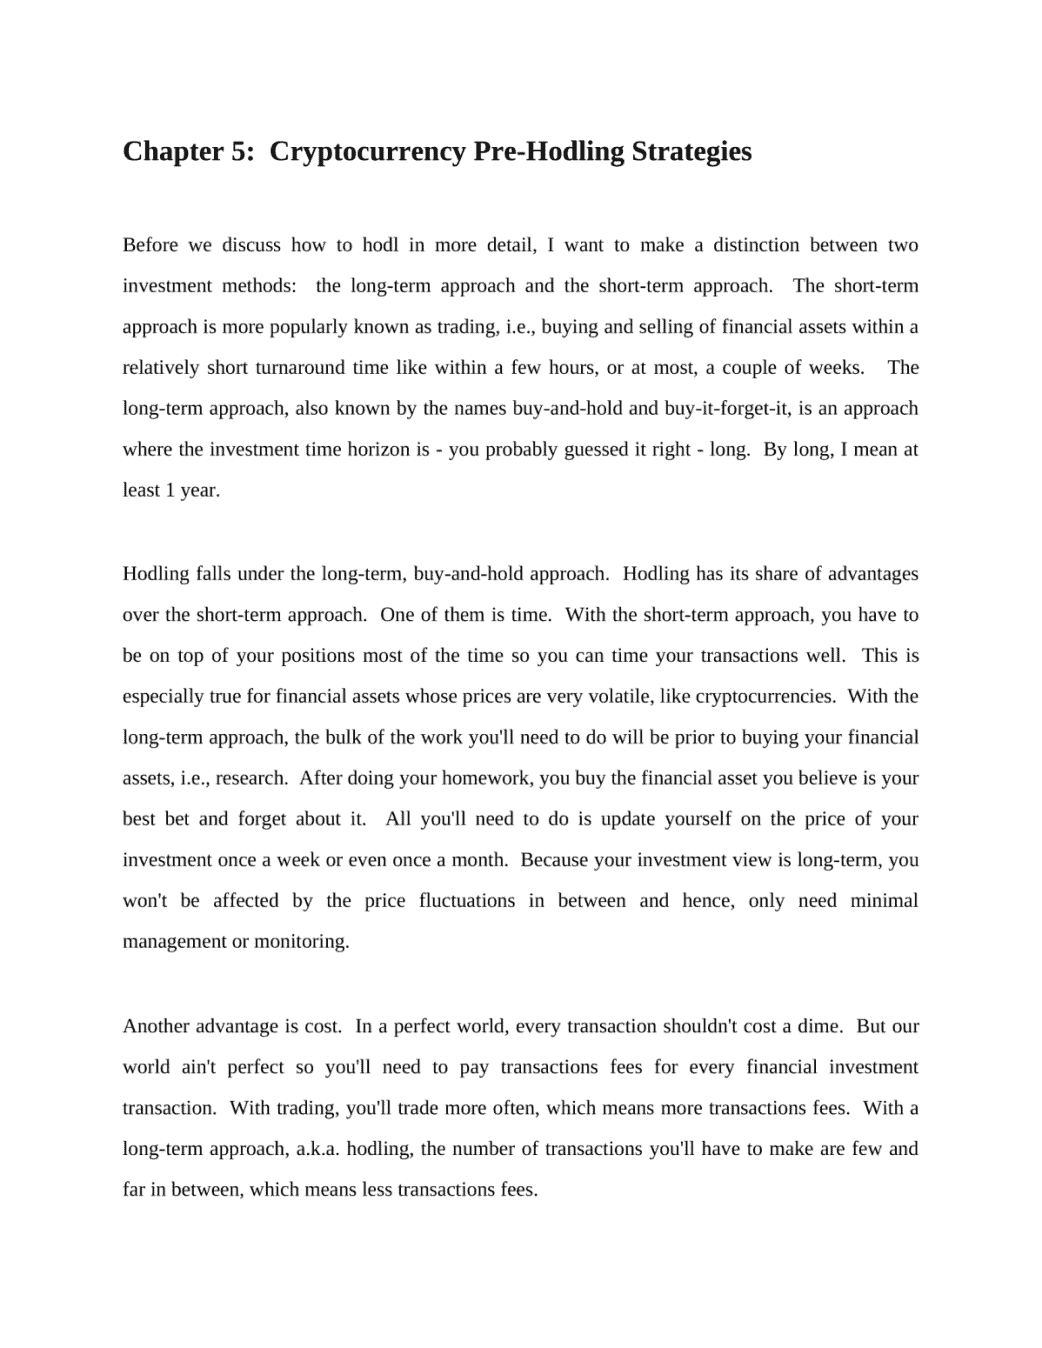 Chapter 5:  Cryptocurrency Pre-Hodling Strategies
Before we discuss how to hodl in more detail, I want to make a distinction between two
investment methods:  the long-term approach and the short-term approach.  The short-term
approach is more popularly known as trading, i.e., buying and selling of financial assets within a
relatively short turnaround time like within a few hours, or at most, a couple of weeks.  The
long-term approach, also known by the names buy-and-hold and buy-it-forget-it, is an approach
where the investment time horizon is - you probably guessed it right - long.  By long, I mean at
least 1 year.
Hodling falls under the long-term, buy-and-hold approach.  Hodling has its share of advantages
over the short-term approach.  One of them is time.  With the short-term approach, you have to
be on top of your positions most of the time so you can time your transactions well.  This is
especially true for financial assets whose prices are very volatile, like cryptocurrencies.  With the
long-term approach, the bulk of the work you'll need to do will be prior to buying your financial
assets, i.e., research.  After doing your homework, you buy the financial asset you believe is your
best bet and forget about it.  All you'll need to do is update yourself on the price of your
investment once a week or even once a month.  Because your investment view is long-term, you
won't be affected by the price fluctuations in between and hence, only need minimal
management or monitoring.
Another advantage is cost.  In a perfect world, every transaction shouldn't cost a dime.  But our
world ain't perfect so you'll need to pay transactions fees for every financial investment
transaction.  With trading, you'll trade more often, which means more transactions fees.  With a
long-term approach, a.k.a. hodling, the number of transactions you'll have to make are few and
far in between, which means less transactions fees.